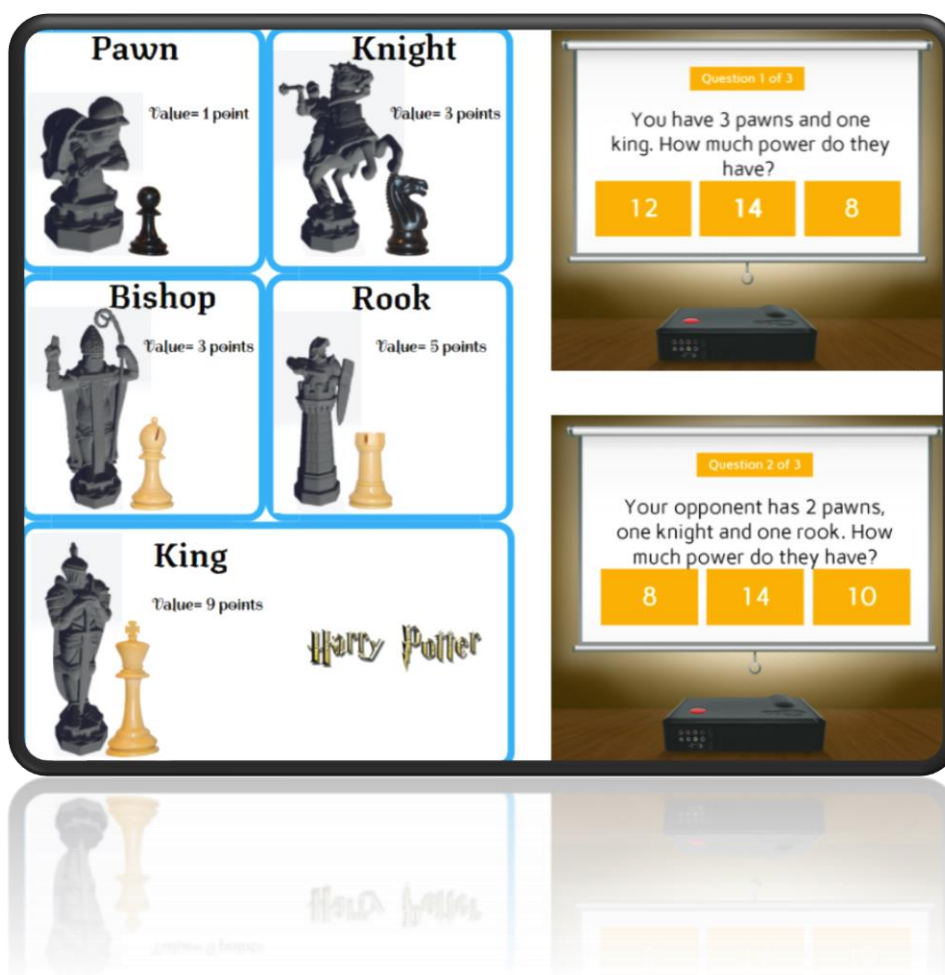 Pawn
Value= 1 point
Knight
Value= 3 points
Bishop
Value= 3 points
Rook
Value= 5 points
King
Value= 9 points
Harry Potter
Question 1 of 3
You have 3 pawns and one
king. How much power do they
have?
12 14 8
Question 2 of 3
Your opponent has 2 pawns,
one knight and one rook. How
much power do they have?
8 14 10